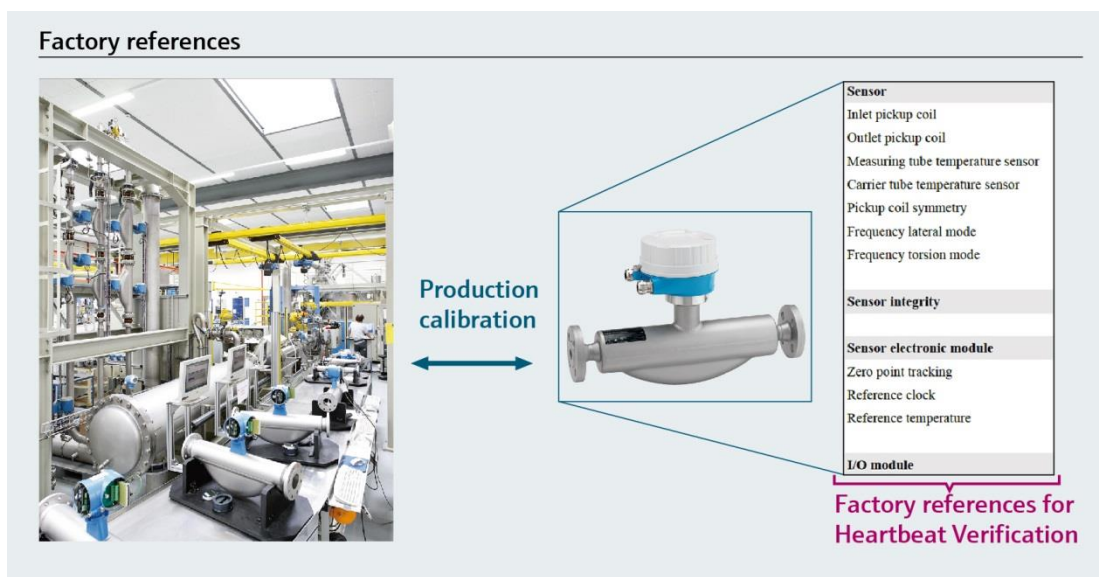 Factory references
Production
calibration
Sensor
Inlet pickup coil
Outlet pickup coil
Measuring tube temperature sensor
Carrier tube temperature sensor
Pickup coil symmetry
Frequency lateral mode
Frequency torsion mode
Sensor integrity
Sensor electronic module
Zero point tracking
Reference clock
Reference temperature
I/O module
Factory references for
Heartbeat Verification